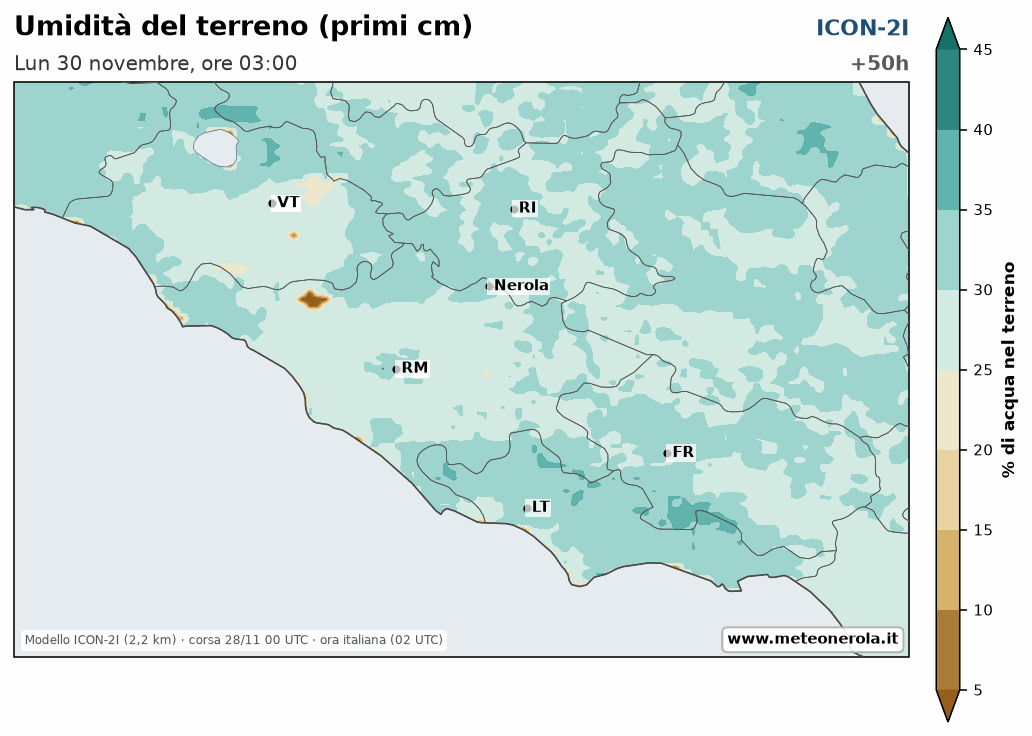 Umidità del terreno (primi cm)
ICON-2I
Lun 30 novembre, ore 03:00
+50h
45
40
35
30
25
20
15
10
5
% di acqua nel terreno
VT
RI
Nerola
RM
FR
LT
Modello ICON-2I (2,2 km) · corsa 28/11 00 UTC · ora italiana (02 UTC)
www.meteonerola.it